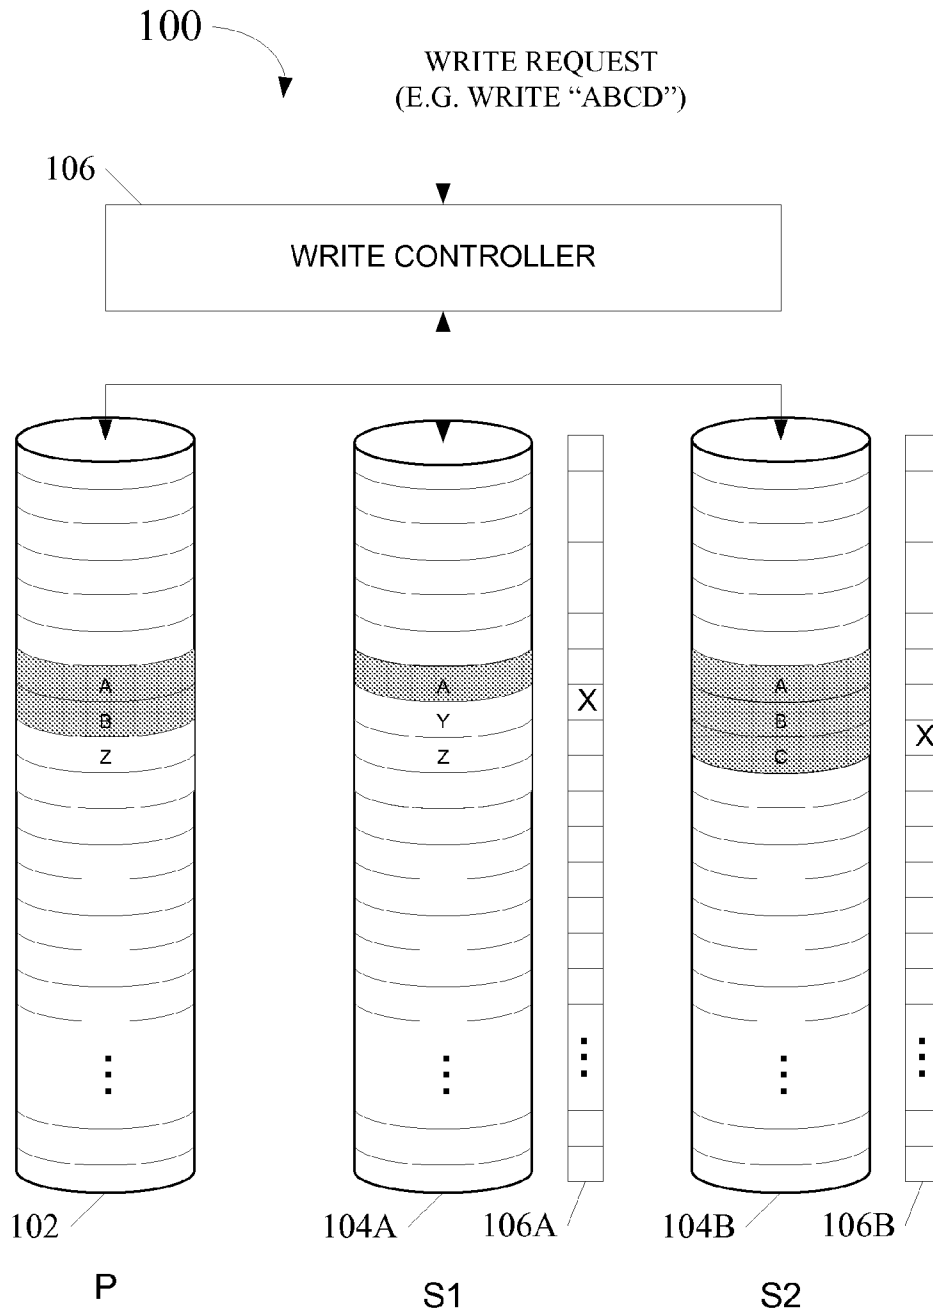 100
WRITE REQUEST
(E.G. WRITE “ABCD”)
106
WRITE CONTROLLER
A
B
Z
A
Y
Z
X
A
B
C
X
102
104A
106A
104B
106B
P
S1
S2